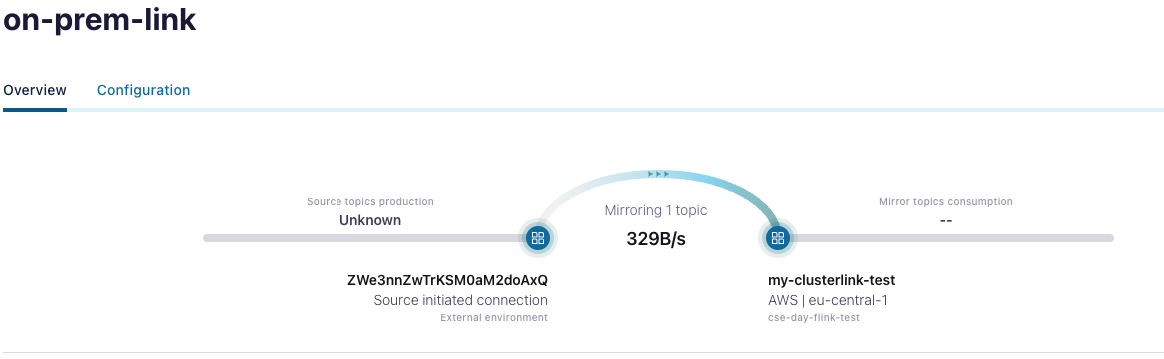 on-prem-link
Overview
Configuration
Source topics production
Unknown
Mirroring 1 topic
329B/s
Mirror topics consumption
--
ZWe3nnZwTrKSM0aM2doAxQ
Source initiated connection
External environment
my-clusterlink-test
AWS | eu-central-1
cse-day-flink-test